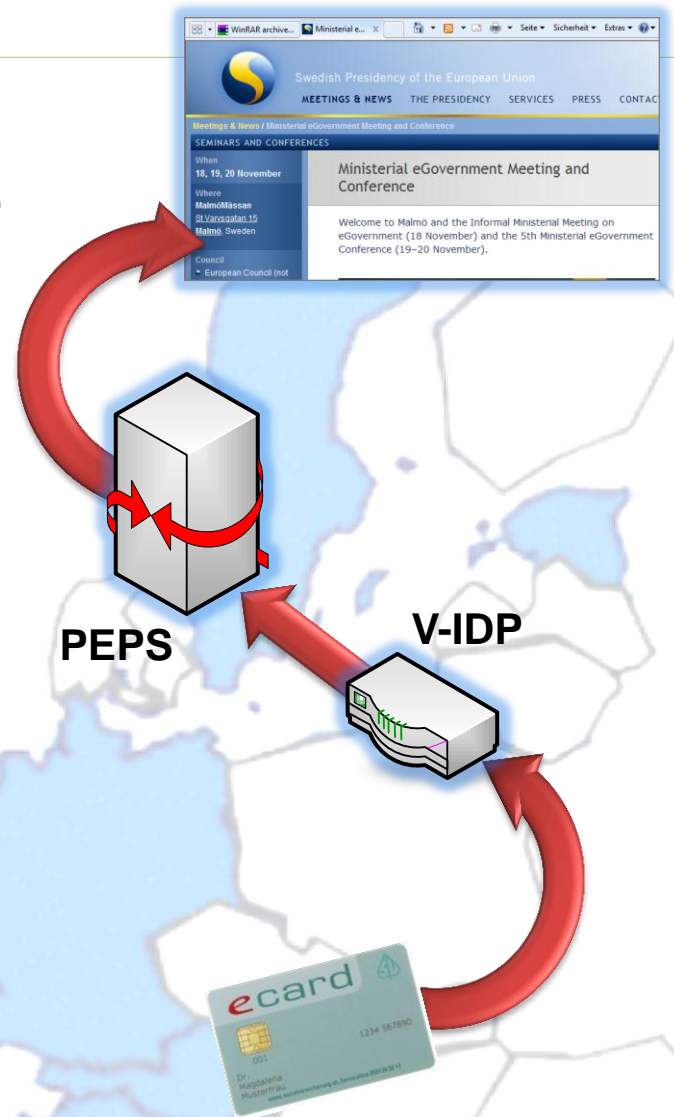 WinRAR archive... Ministerial e... x Seite Sicherheit Extras
Swedish Presidency of the European Union
MEETINGS & NEWS THE PRESIDENCY SERVICES PRESS CONTAC
Meetings & News / Ministerial eGovernment Meeting and Conference
SEMINARS AND CONFERENCES
When
18, 19, 20 November
Where
MalmöMässan
St Varvsgatan 15
Malmö, Sweden
Council
European Council (not
Ministerial eGovernment Meeting and
Conference
Welcome to Malmö and the Informal Ministerial Meeting on
eGovernment (18 November) and the 5th Ministerial eGovernment
Conference (19–20 November).
PEPS
V-IDP
ecard
SV
001
1234 567890
Dr.
Magdalena
Musterfrau